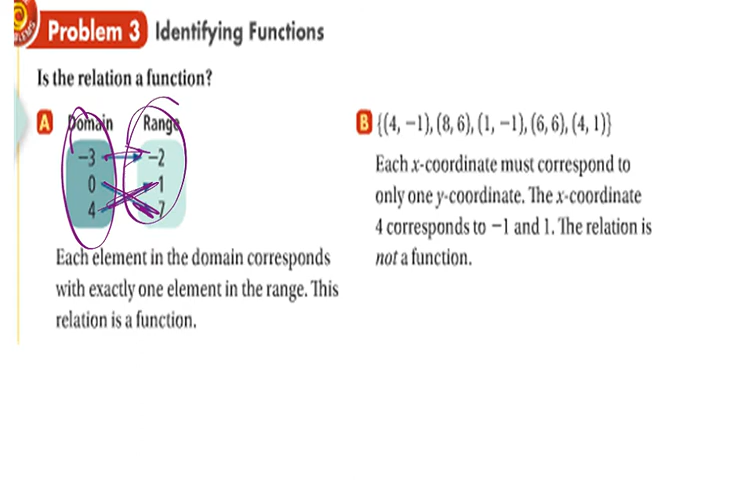 Problem 3 Identifying Functions
Is the relation a function?
A Domain Range
-3 -2
0 -1
4 7
Each element in the domain corresponds
with exactly one element in the range. This
relation is a function.
B {(4, -1), (8, 6), (1, -1), (6, 6), (4, 1)}
Each x-coordinate must correspond to
only one y-coordinate. The x-coordinate
4 corresponds to -1 and 1. The relation is
not a function.